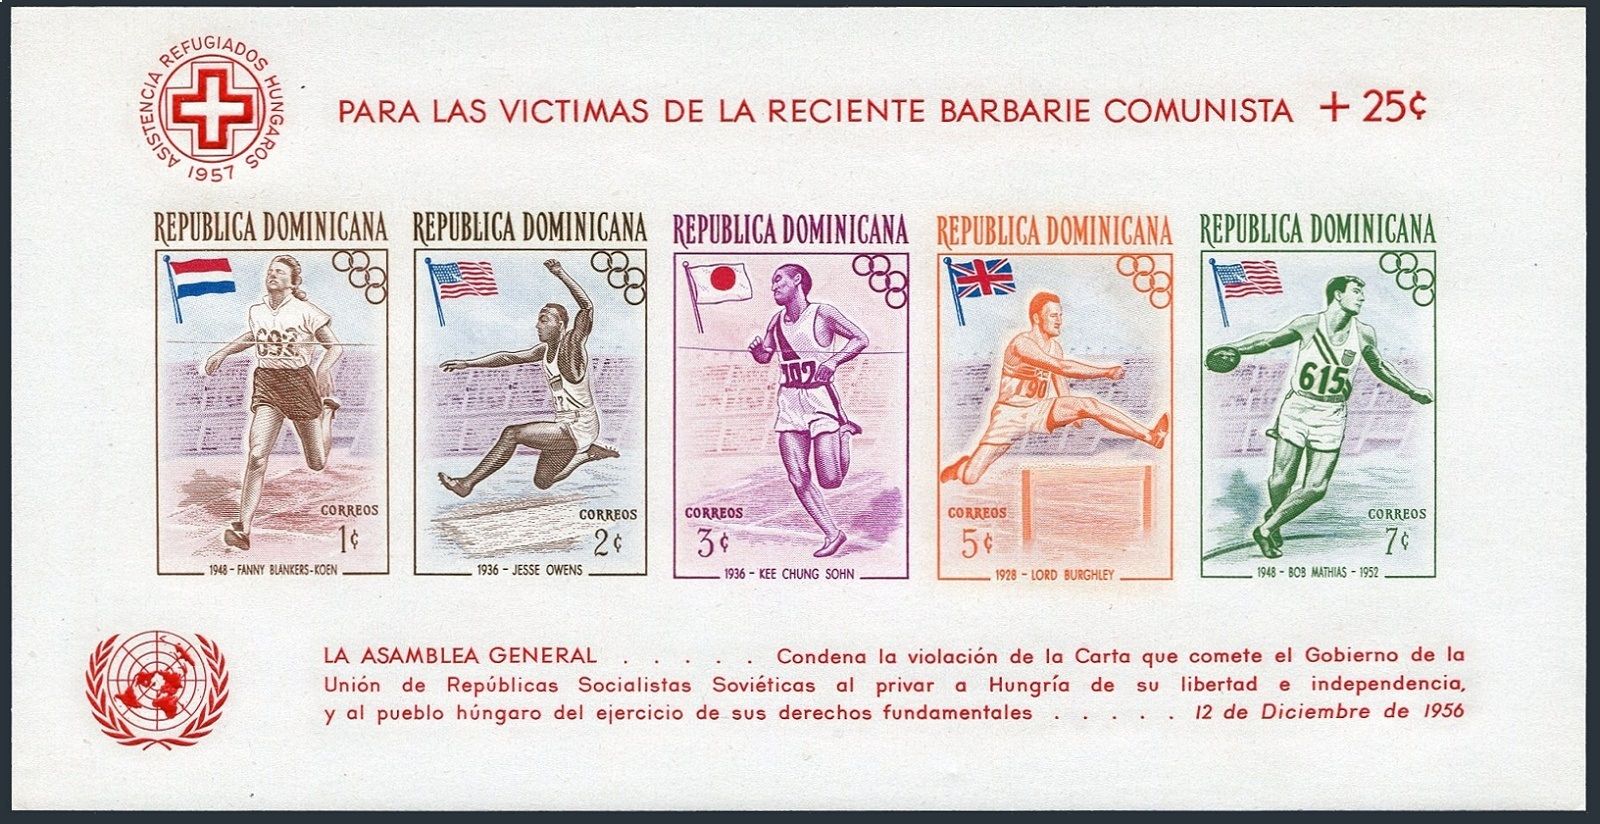 ASISTENCIA REFUGIADOS HUNGAROS
1957
PARA LAS VICTIMAS DE LA RECIENTE BARBARIE COMUNISTA + 25¢
REPUBLICA DOMINICANA
CORREOS
1¢
1948 - FANNY BLANKERS-KOEN
REPUBLICA DOMINICANA
CORREOS
2¢
1936 - JESSE OWENS
REPUBLICA DOMINICANA
CORREOS
3¢
1936 - KEE CHUNG SOHN
REPUBLICA DOMINICANA
90
CORREOS
5¢
1928 - LORD BURGHLEY
REPUBLICA DOMINICANA
615
CORREOS
7¢
1948 - BOB MATHIAS - 1952
LA ASAMBLEA GENERAL . . . . . Condena la violación de la Carta que comete el Gobierno de la
Unión de Repúblicas Socialistas Soviéticas al privar a Hungría de su libertad e independencia,
y al pueblo húngaro del ejercicio de sus derechos fundamentales . . . . . 12 de Diciembre de 1956